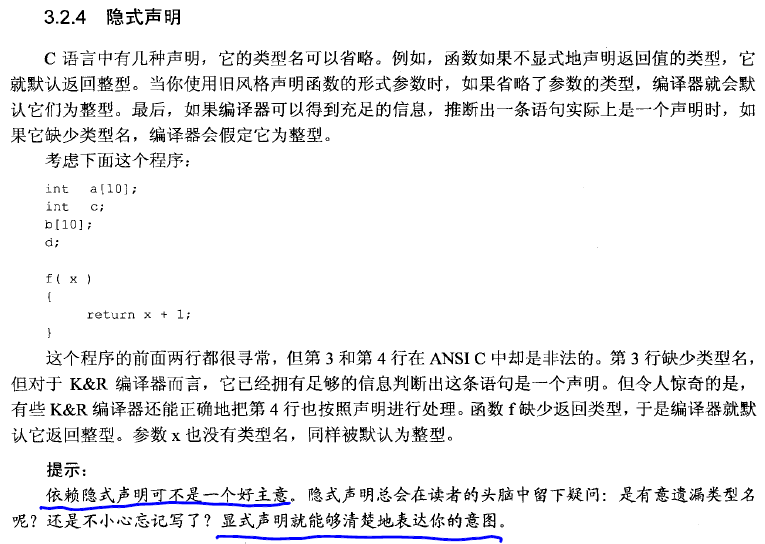 3.2.4 隐式声明
C 语言中有几种声明，它的类型名可以省略。例如，函数如果不显式地声明返回值的类型，它
就默认返回整型。当你使用旧风格声明函数的形式参数时，如果省略了参数的类型，编译器就会默
认它们为整型。最后，如果编译器可以得到充足的信息，推断出一条语句实际上是一个声明时，如
果它缺少类型名，编译器会假定它为整型。
考虑下面这个程序：
int a[10];
int c;
b[10];
d;
f( x )
{
return x + 1;
}
这个程序的前面两行都很寻常，但第 3 和第 4 行在 ANSI C 中却是非法的。第 3 行缺少类型名，
但对于 K&R 编译器而言，它已经拥有足够的信息判断出这条语句是一个声明。但令人惊奇的是，
有些 K&R 编译器还能正确地把第 4 行也按照声明进行处理。函数 f 缺少返回类型，于是编译器就默
认它返回整型。参数 x 也没有类型名，同样被默认为整型。
提示：
依赖隐式声明可不是一个好主意。隐式声明总会在读者的头脑中留下疑问：是有意遗漏类型名
呢？还是不小心忘记写了？显式声明就能够清楚地表达你的意图。